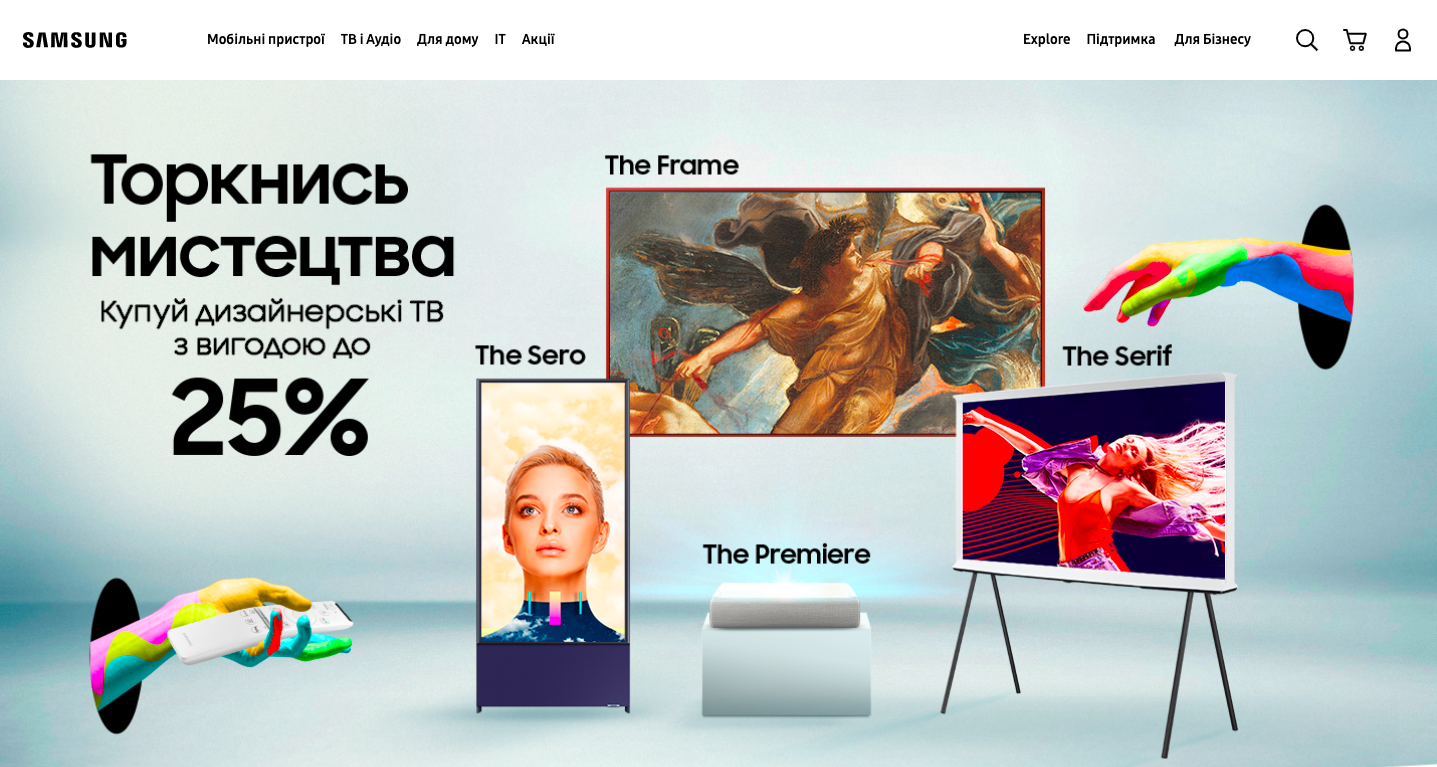 SAMSUNG
Мобільні пристрої
ТВ і Аудіо
Для дому
IT
Акції
Explore
Підтримка
Для Бізнесу
Торкнись
мистецтва
Купуй дизайнерські ТВ
з вигодою до
25%
The Frame
The Sero
The Serif
The Premiere